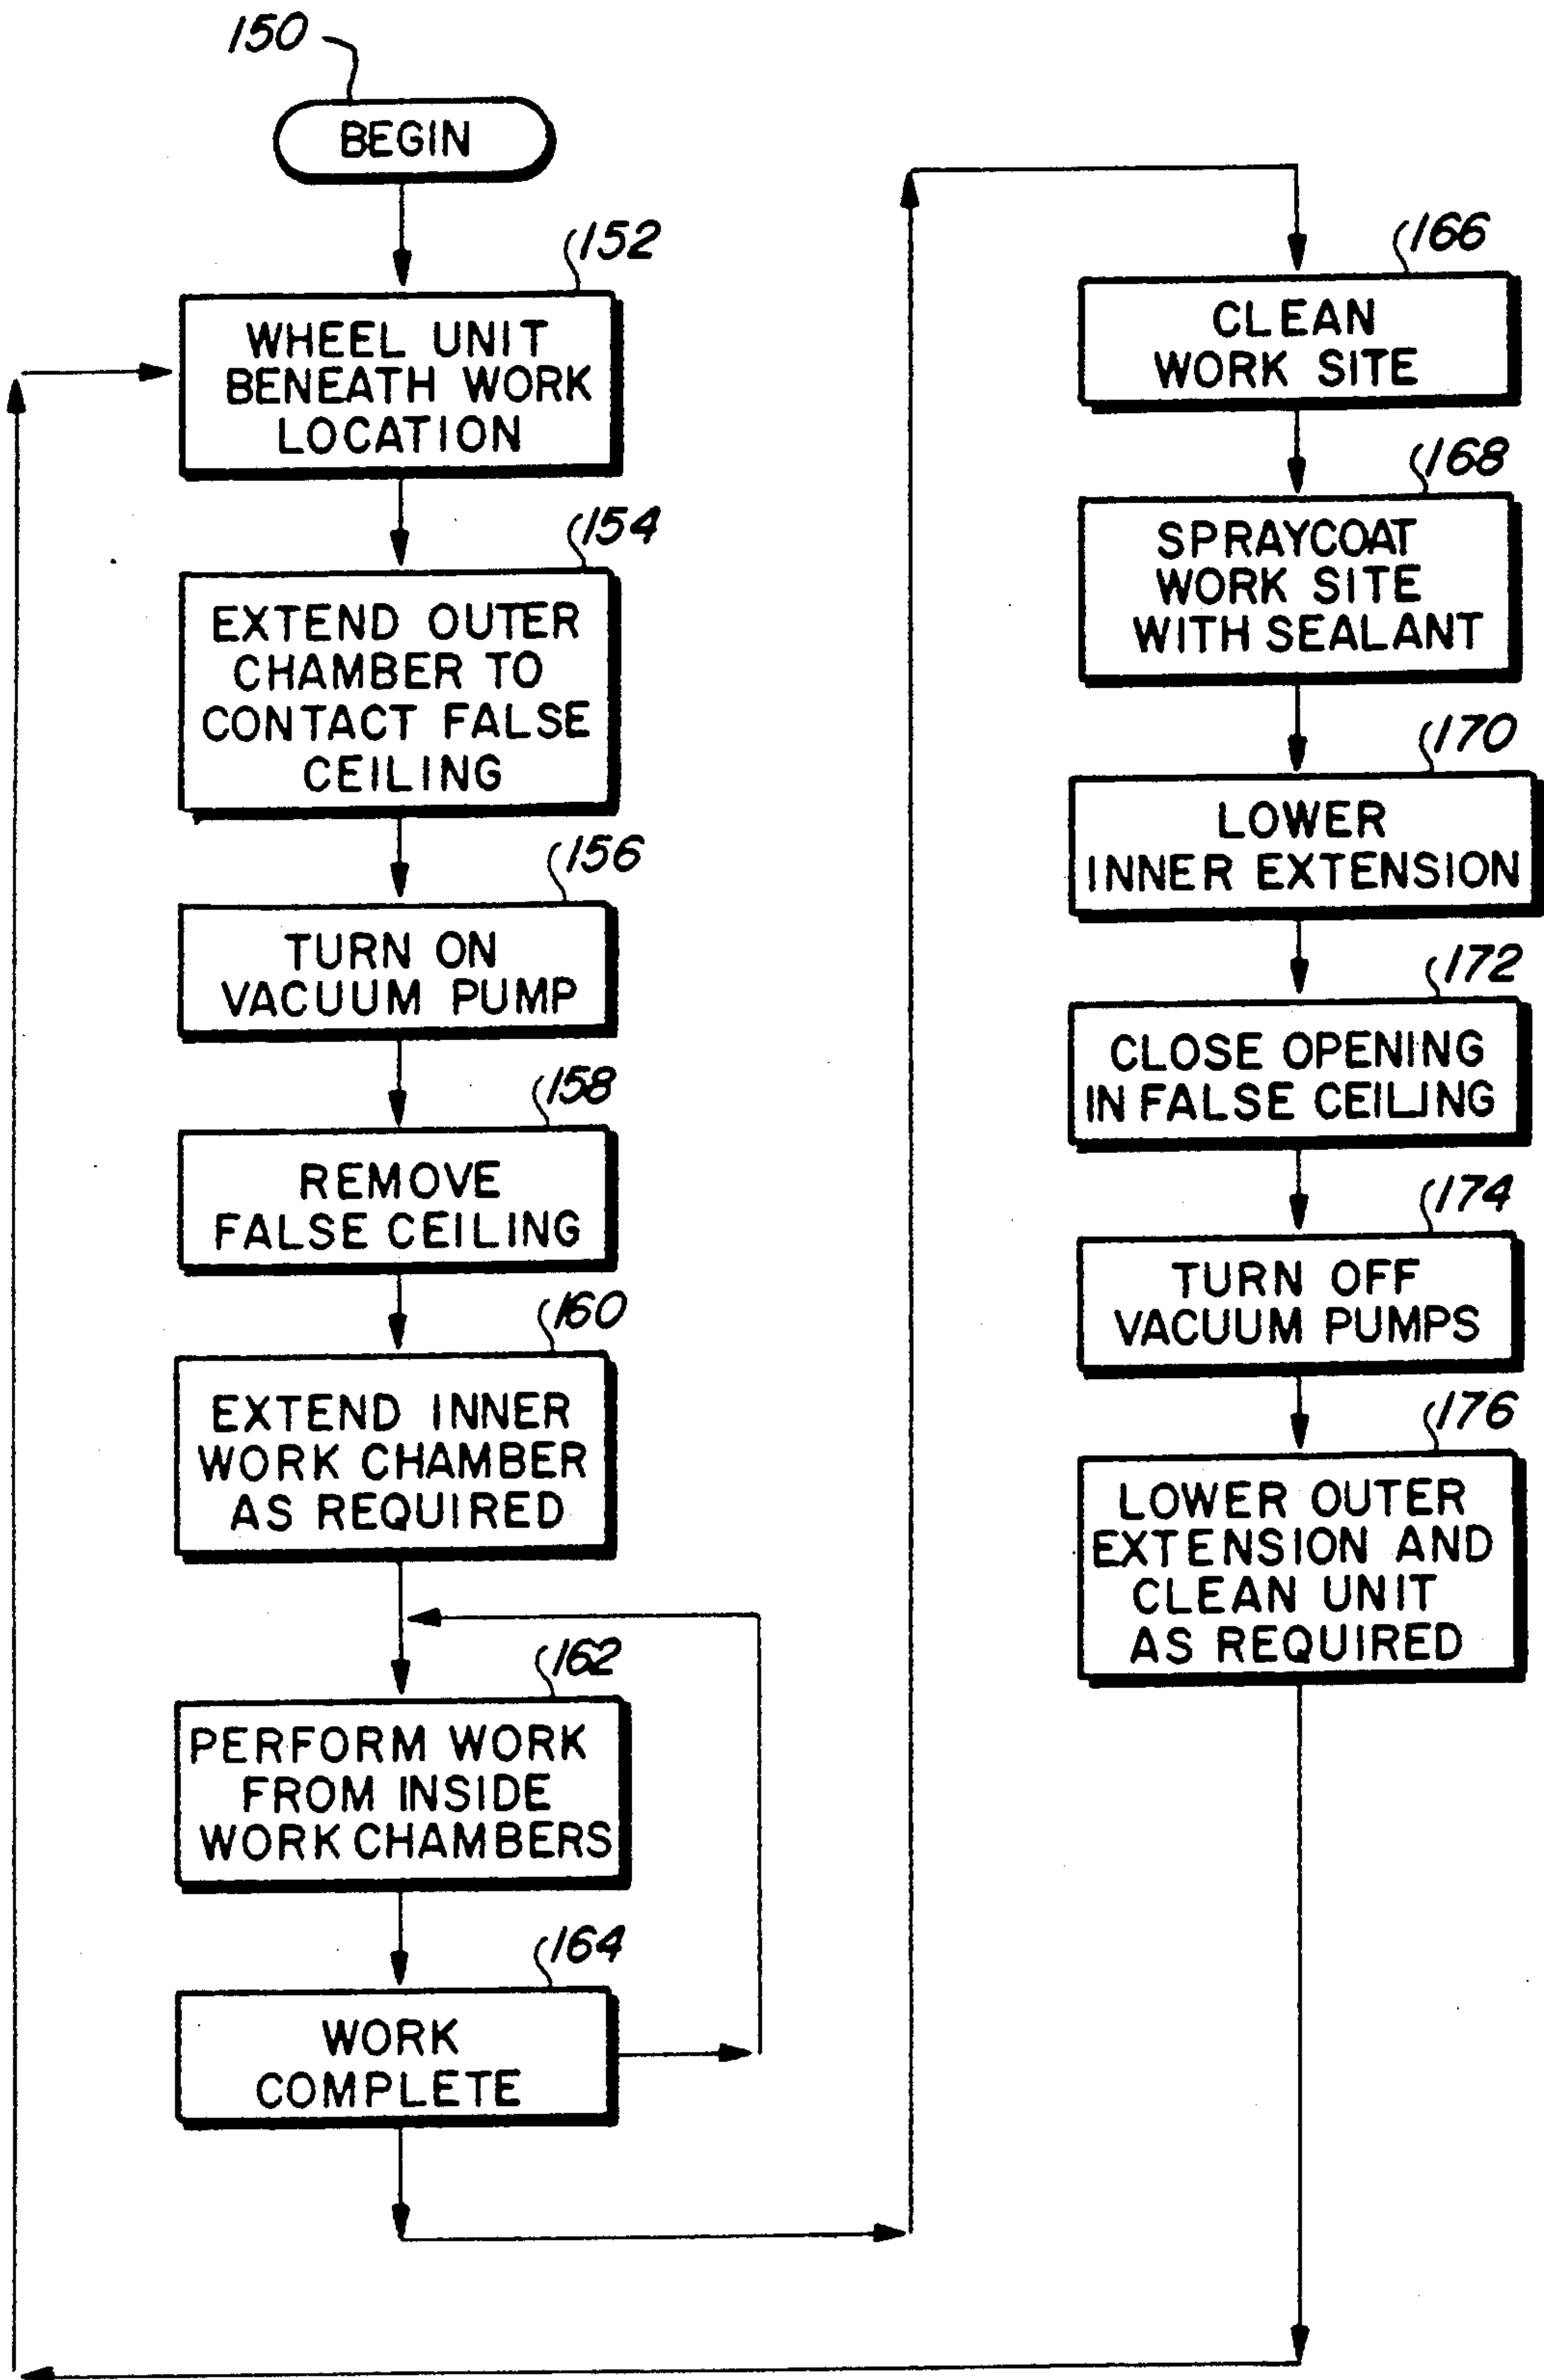 150
BEGIN
152
WHEEL UNIT
BENEATH WORK
LOCATION
154
EXTEND OUTER
CHAMBER TO
CONTACT FALSE
CEILING
156
TURN ON
VACUUM PUMP
158
REMOVE
FALSE CEILING
160
EXTEND INNER
WORK CHAMBER
AS REQUIRED
162
PERFORM WORK
FROM INSIDE
WORK CHAMBERS
164
WORK
COMPLETE
166
CLEAN
WORK SITE
168
SPRAYCOAT
WORK SITE
WITH SEALANT
170
LOWER
INNER EXTENSION
172
CLOSE OPENING
IN FALSE CEILING
174
TURN OFF
VACUUM PUMPS
176
LOWER OUTER
EXTENSION AND
CLEAN UNIT
AS REQUIRED